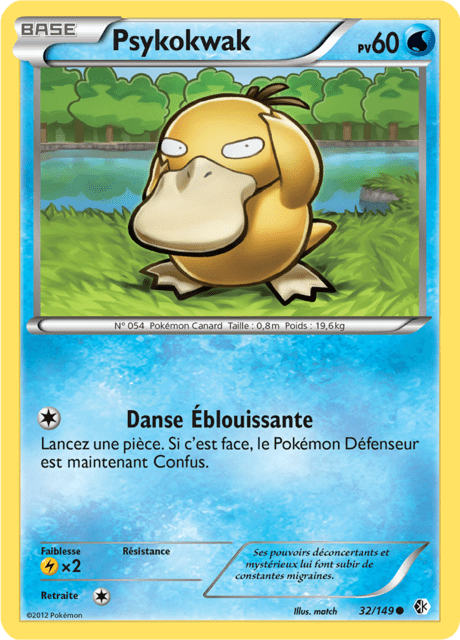 BASE Psykokwak PV60
N° 054 Pokémon Canard Taille : 0,8m Poids : 19,6kg
Danse Éblouissante
Lancez une pièce. Si c'est face, le Pokémon Défenseur
est maintenant Confus.
Faiblesse Résistance
×2
Retraite
Ses pouvoirs déconcertants et
mystérieux lui font subir de
constantes migraines.
©2012 Pokémon Illus. match 32/149